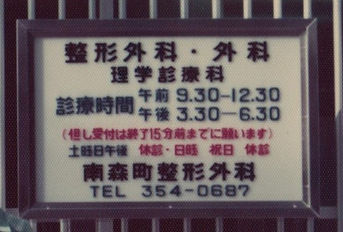 整形外科・外科
理学診療科
診療時間 午前 9.30-12.30
午後 3.30-6.30
(但し受付は終了15分前までに願います)
土曜日午後 休診・日曜 祝日 休診
南森町整形外科
TEL 354-0687